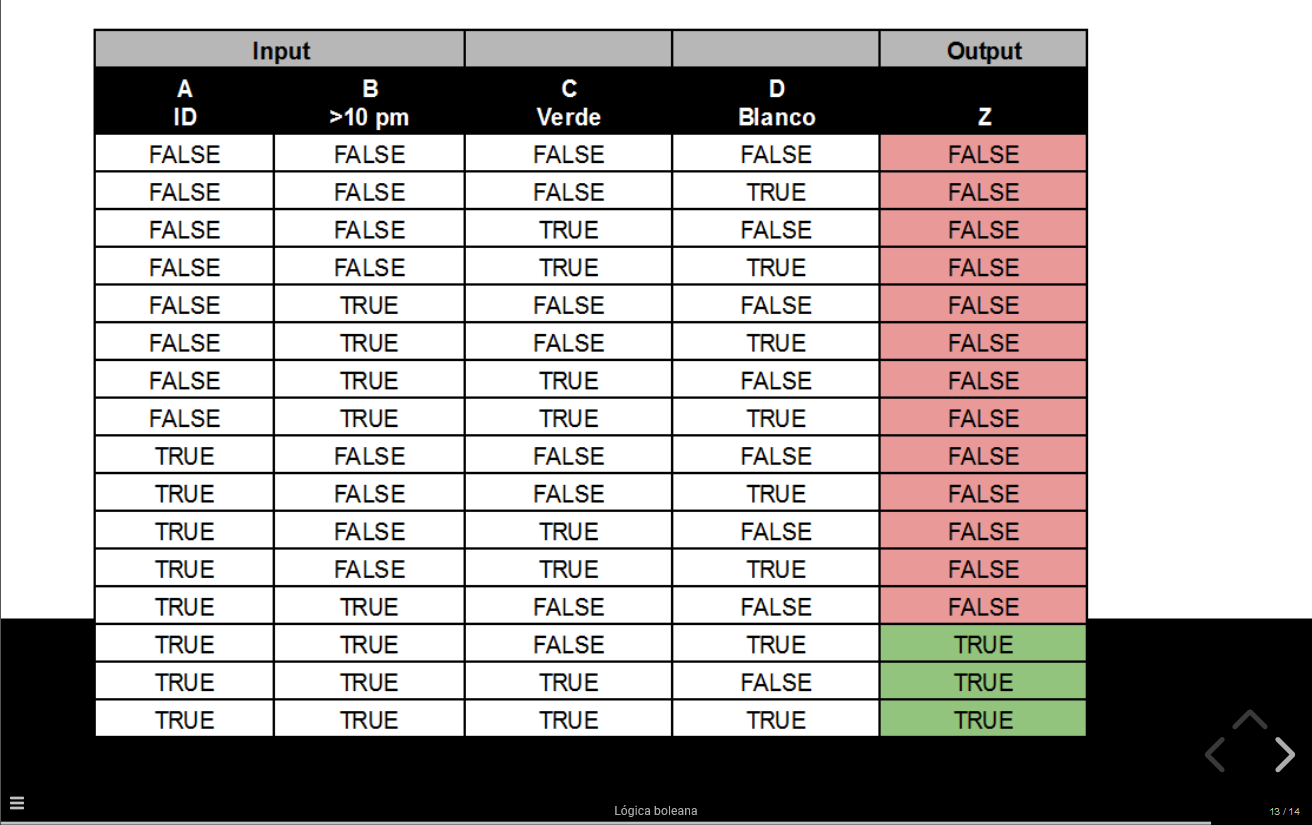 Input Output
A B C D
ID >10 pm Verde Blanco Z
FALSE FALSE FALSE FALSE FALSE
FALSE FALSE FALSE TRUE FALSE
FALSE FALSE TRUE FALSE FALSE
FALSE FALSE TRUE TRUE FALSE
FALSE TRUE FALSE FALSE FALSE
FALSE TRUE FALSE TRUE FALSE
FALSE TRUE TRUE FALSE FALSE
FALSE TRUE TRUE TRUE FALSE
TRUE FALSE FALSE FALSE FALSE
TRUE FALSE FALSE TRUE FALSE
TRUE FALSE TRUE FALSE FALSE
TRUE FALSE TRUE TRUE FALSE
TRUE TRUE FALSE FALSE FALSE
TRUE TRUE FALSE TRUE TRUE
TRUE TRUE TRUE FALSE TRUE
TRUE TRUE TRUE TRUE TRUE
Lógica boleana
13 / 14